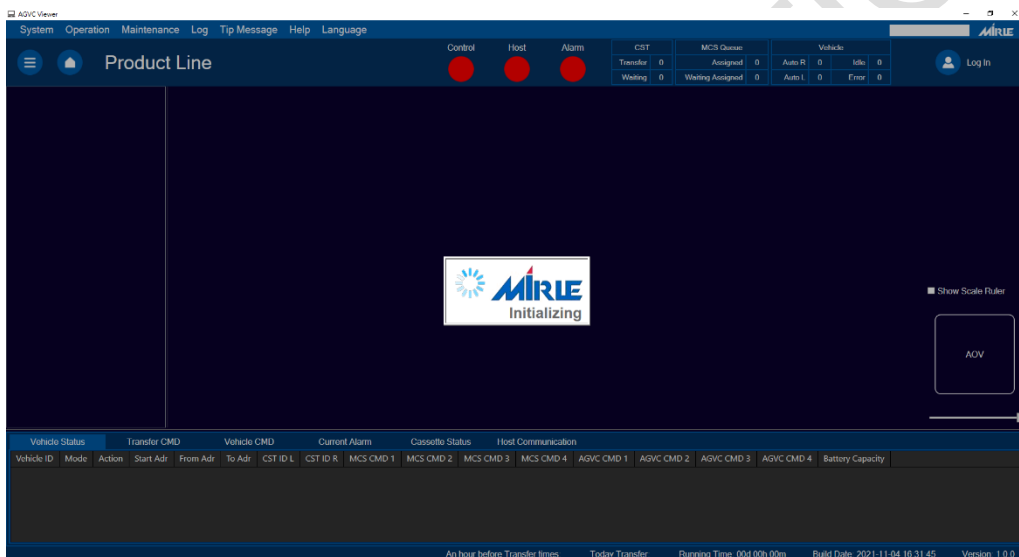 AGVC Viewer
System Operation Maintenance Log Tip Message Help Language
MIRLE
Product Line
Control Host Alarm
CST MCS Queue Vehicle
Transfer 0 Assigned 0 Auto R 0 Idle 0
Waiting 0 Waiting Assigned 0 Auto L 0 Error 0
Log In
MIRLE
Initializing
Show Scale Ruler
AOV
Vehicle Status Transfer CMD Vehicle CMD Current Alarm Cassette Status Host Communication
Vehicle ID Mode Action Start Adr From Adr To Adr CST ID L CST ID R MCS CMD 1 MCS CMD 2 MCS CMD 3 MCS CMD 4 AGVC CMD 1 AGVC CMD 2 AGVC CMD 3 AGVC CMD 4 Battery Capacity
An hour before Transfer times Today Transfer Running Time 00d 00h 00m Build Date: 2021-11-04 16:31:45 Version: 1.0.0